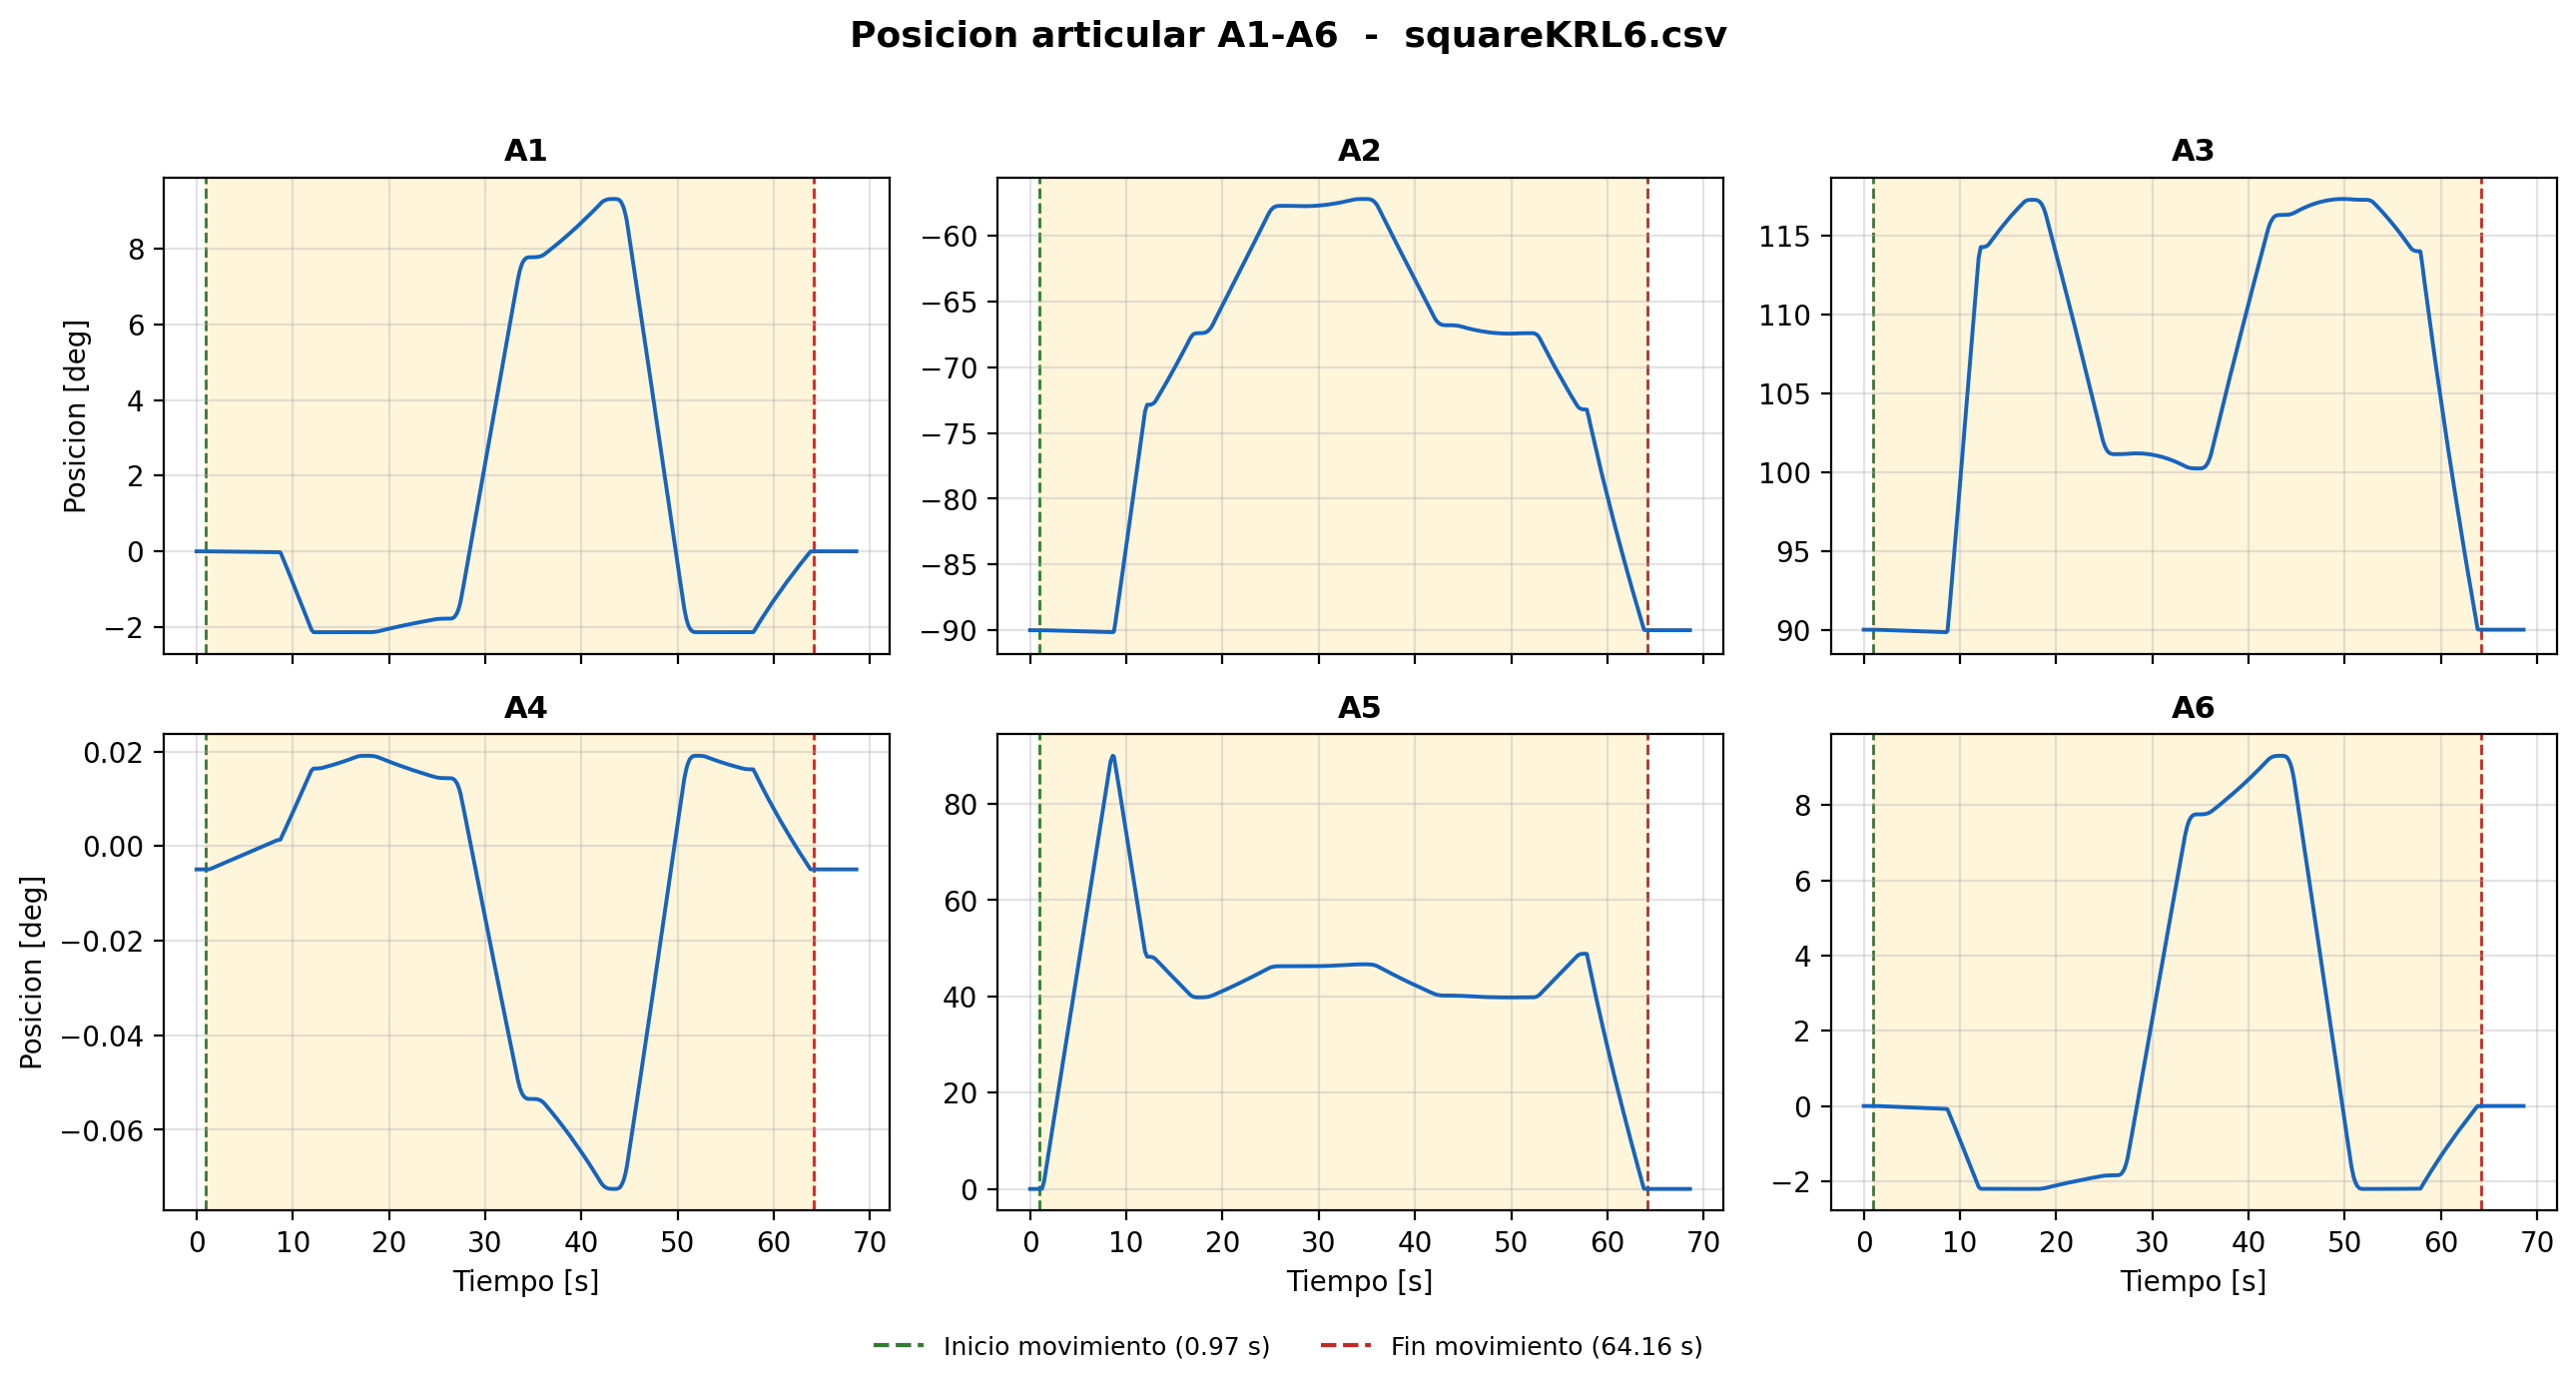 Posicion articular A1-A6  -  squareKRL6.csv
A1
Posicion [deg]
8
6
4
2
0
−2
A2
−60
−65
−70
−75
−80
−85
−90
A3
115
110
105
100
95
90
A4
Posicion [deg]
0.02
0.00
−0.02
−0.04
−0.06
0 10 20 30 40 50 60 70
Tiempo [s]
A5
80
60
40
20
0
0 10 20 30 40 50 60 70
Tiempo [s]
A6
8
6
4
2
0
−2
0 10 20 30 40 50 60 70
Tiempo [s]
Inicio movimiento (0.97 s)
Fin movimiento (64.16 s)